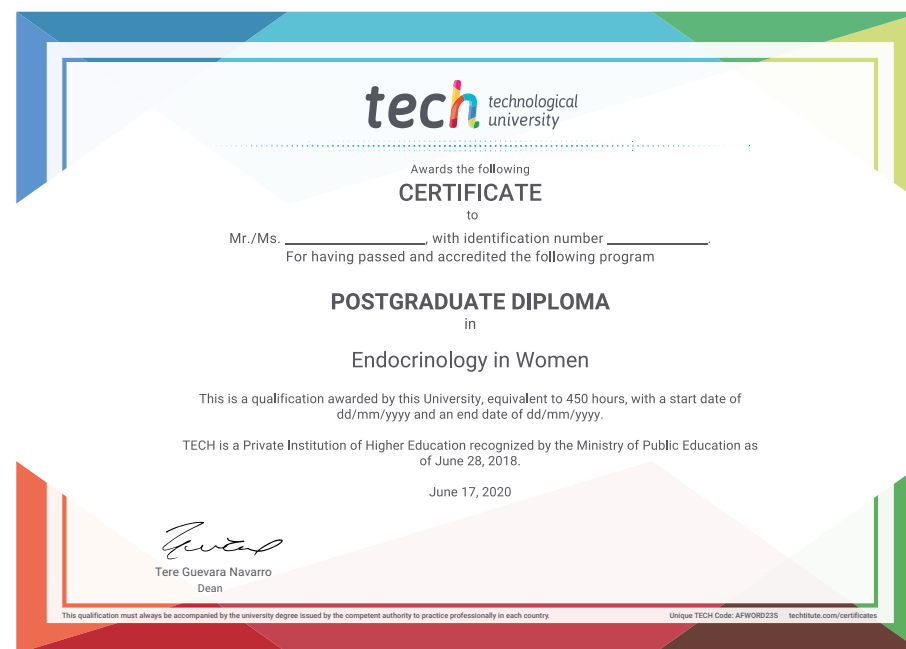 tech technological
university
Awards the following
CERTIFICATE
to
Mr./Ms. ____________________, with identification number ______________.
For having passed and accredited the following program
POSTGRADUATE DIPLOMA
in
Endocrinology in Women
This is a qualification awarded by this University, equivalent to 450 hours, with a start date of
dd/mm/yyyy and an end date of dd/mm/yyyy.
TECH is a Private Institution of Higher Education recognized by the Ministry of Public Education as
of June 28, 2018.
June 17, 2020
Tere Guevara Navarro
Dean
This qualification must always be accompanied by the university degree issued by the competent authority to practice professionally in each country. Unique TECH Code: AFWORD23S techtitute.com/certificates